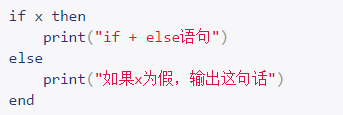 if x then
    print("if + else语句")
else
    print("如果x为假，输出这句话")
end